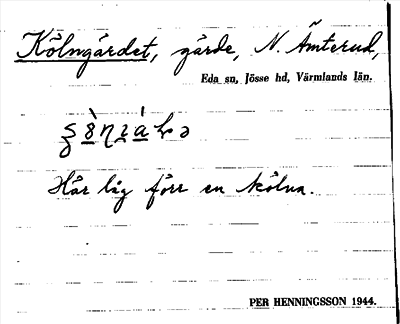 Kölngärdet, gärde, N. Ämterud,
Eda sn, Jösse hd, Värmlands län.
Här låg förr en kölna.
PER HENNINGSSON 1944.